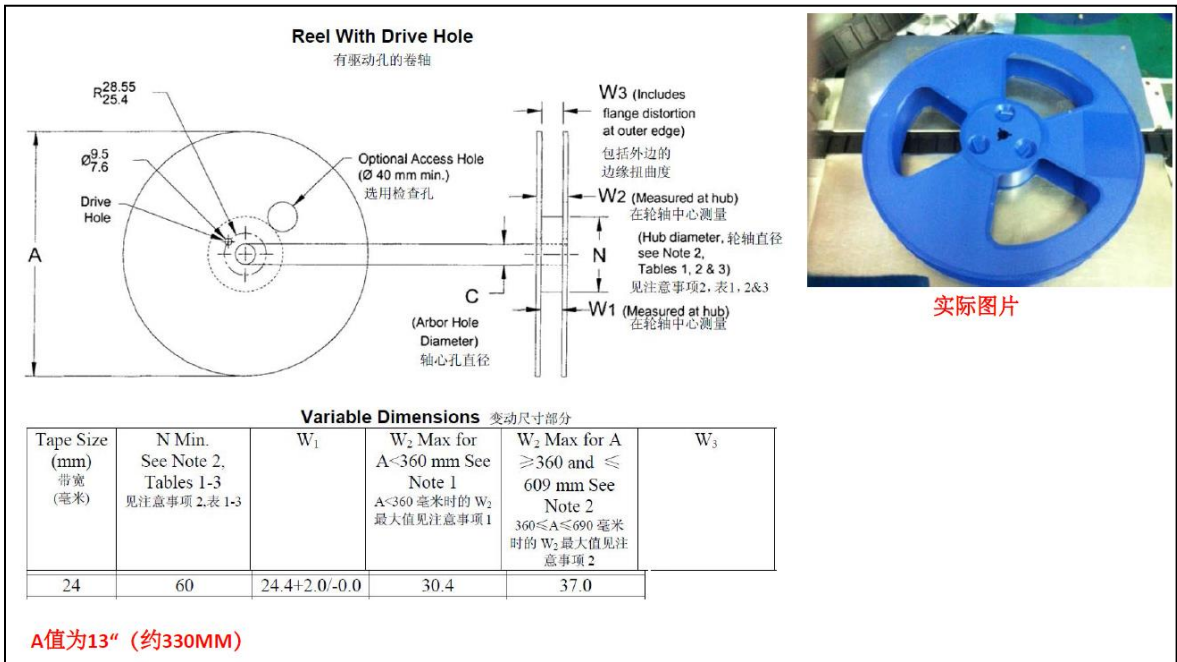 Reel With Drive Hole
有驱动孔的卷轴
R28.55
25.4
Ø9.5
7.6
Drive
Hole
A
Optional Access Hole
(Ø 40 mm min.)
选用检查孔
C
(Arbor Hole
Diameter)
轴心孔直径
W3 (Includes
flange distortion
at outer edge)
包括外边的
边缘扭曲度
W2 (Measured at hub)
在轮轴中心测量
N
(Hub diameter, 轮轴直径
see Note 2,
Tables 1, 2 & 3)
见注意事项2, 表1, 2&3
W1 (Measured at hub)
在轮轴中心测量
实际图片
Variable Dimensions 变动尺寸部分
Tape Size
(mm)
带宽
(毫米)
N Min.
See Note 2,
Tables 1-3
见注意事项 2,表 1-3
W1
W2 Max for
A<360 mm See
Note 1
A<360 毫米时的 W2
最大值见注意事项 1
W2 Max for A
≥360 and ≤
609 mm See
Note 2
360≤A≤690 毫米
时的 W2 最大值见注
意事项 2
W3
24 60 24.4+2.0/-0.0 30.4 37.0
A值为13“（约330MM）